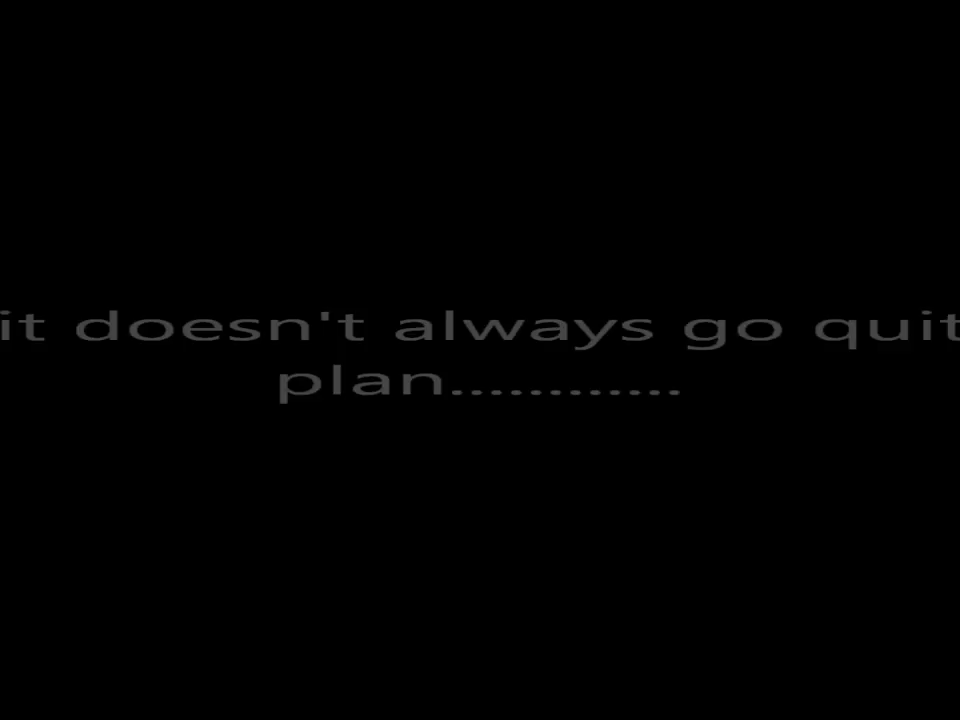 it doesn't always go quit
plan............